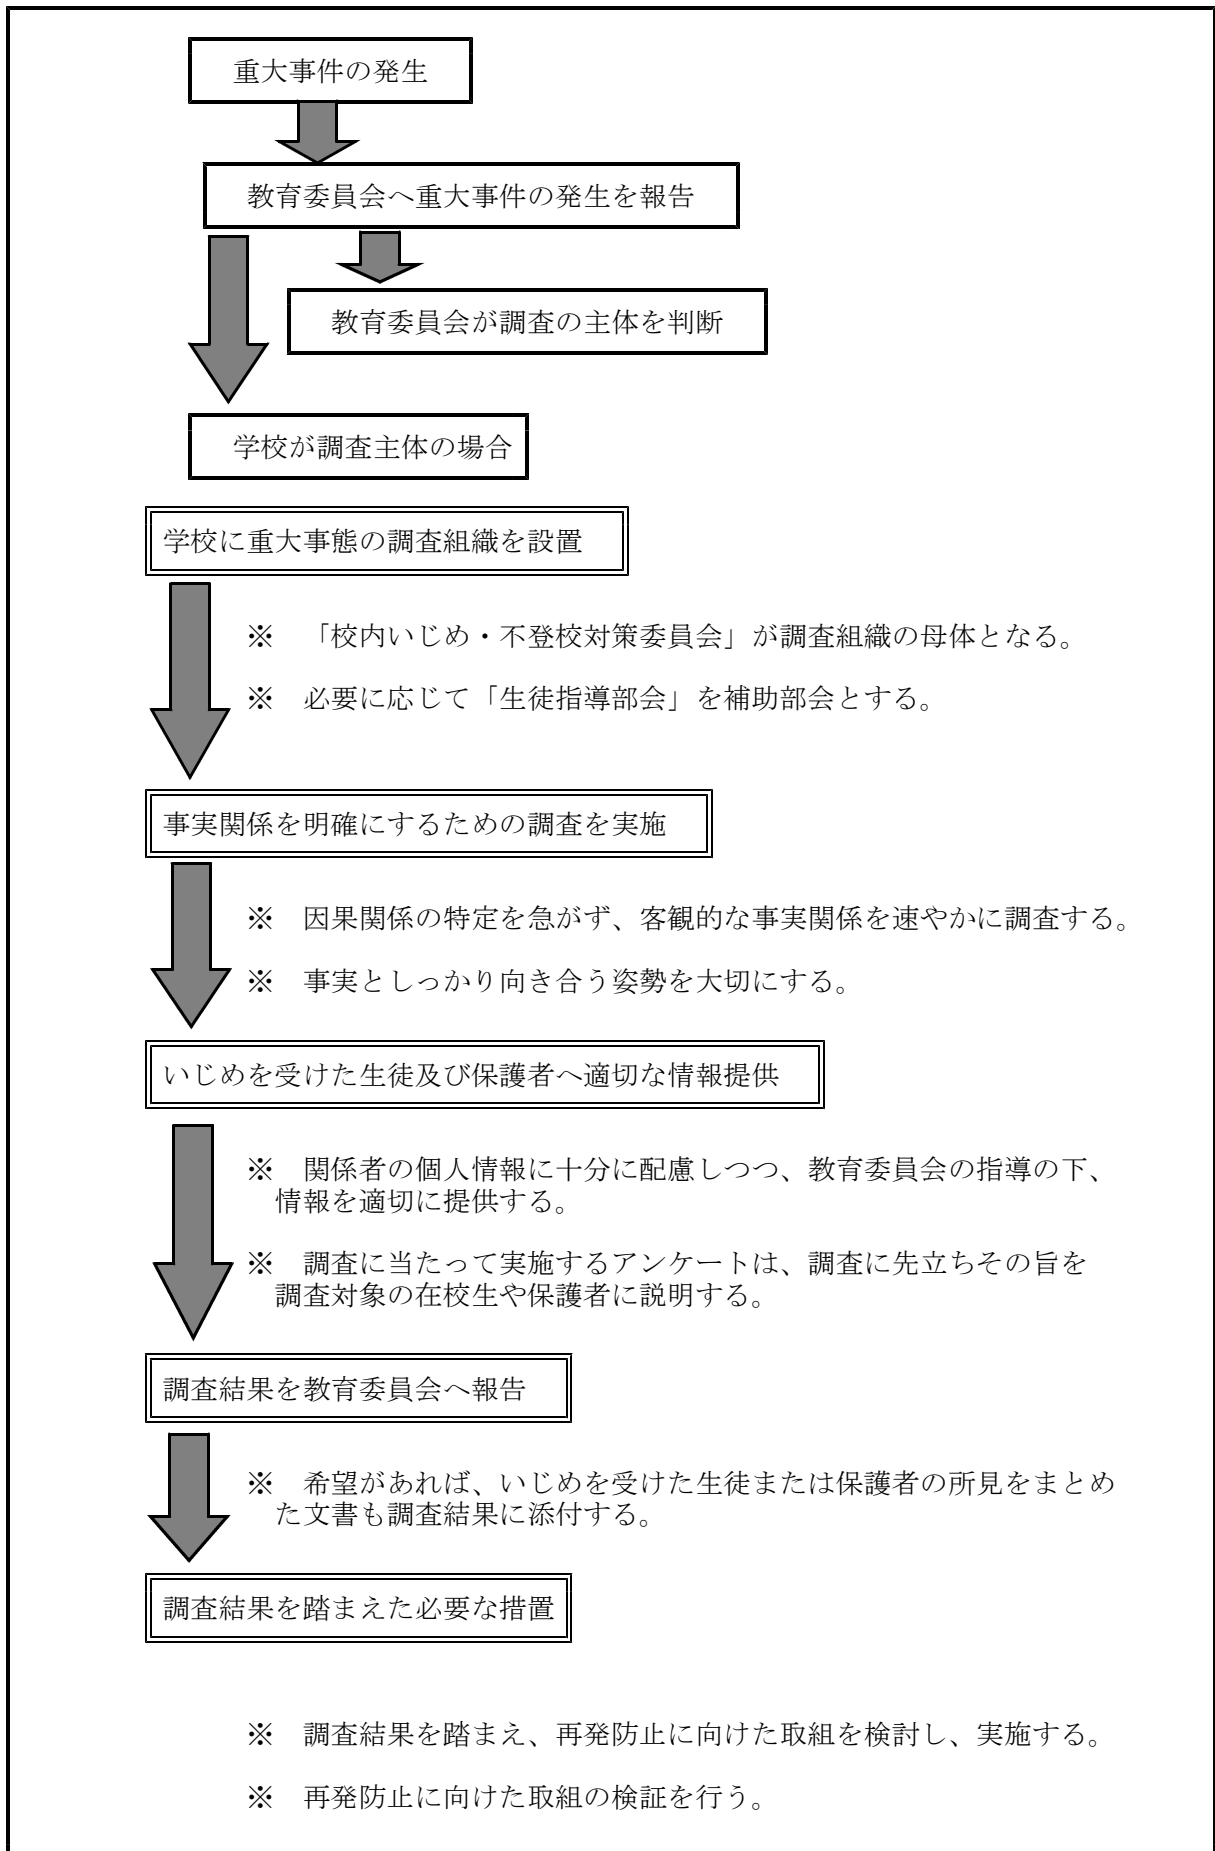 重大事件の発生
教育委員会へ重大事件の発生を報告
教育委員会が調査の主体を判断
学校が調査主体の場合
学校に重大事態の調査組織を設置
※　「校内いじめ・不登校対策委員会」が調査組織の母体となる。
※　必要に応じて「生徒指導部会」を補助部会とする。
事実関係を明確にするための調査を実施
※　因果関係の特定を急がず、客観的な事実関係を速やかに調査する。
※　事実としっかり向き合う姿勢を大切にする。
いじめを受けた生徒及び保護者へ適切な情報提供
※　関係者の個人情報に十分に配慮しつつ、教育委員会の指導の下、
情報を適切に提供する。
※　調査に当たって実施するアンケートは、調査に先立ちその旨を
調査対象の在校生や保護者に説明する。
調査結果を教育委員会へ報告
※　希望があれば、いじめを受けた生徒または保護者の所見をまとめ
た文書も調査結果に添付する。
調査結果を踏まえた必要な措置
※　調査結果を踏まえ、再発防止に向けた取組を検討し、実施する。
※　再発防止に向けた取組の検証を行う。